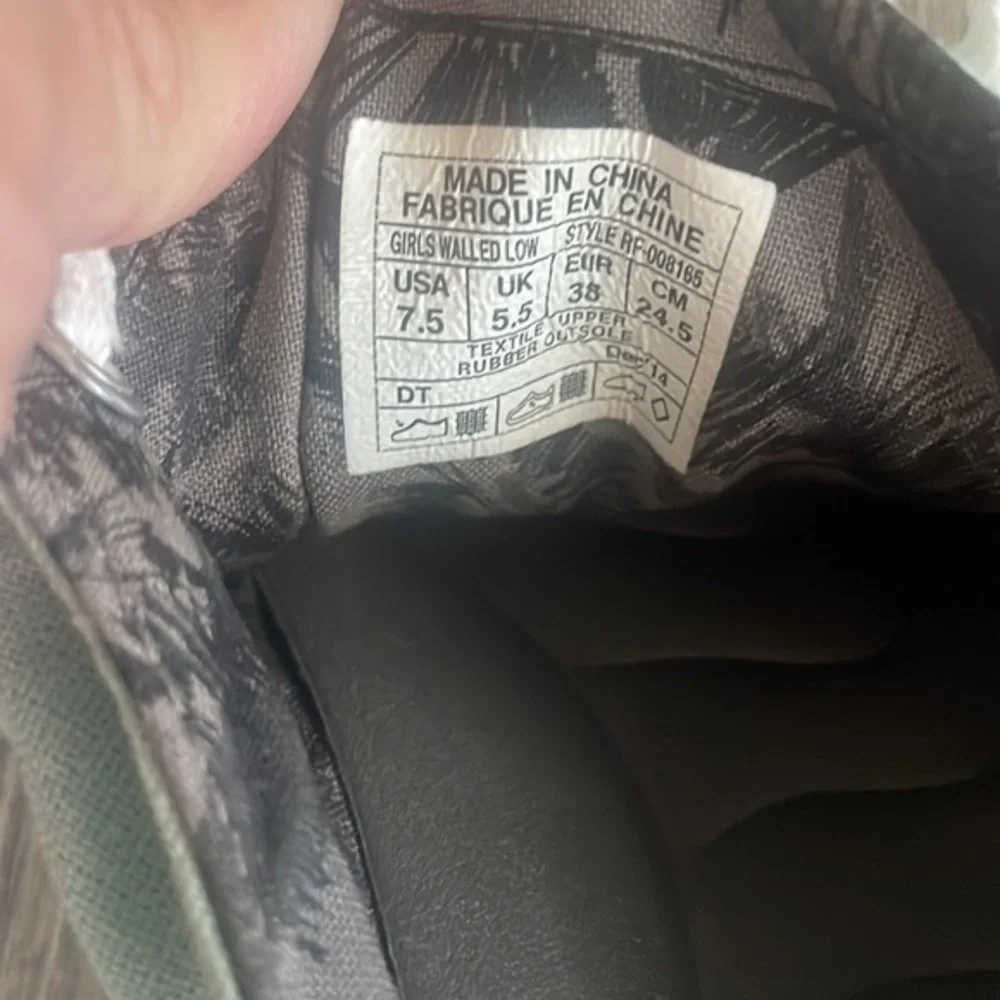 MADE IN CHINA
FABRIQUE EN CHINE
GIRLS WALLED LOW STYLE RP-008165
USA UK EUR CM
7.5 5.5 38 24.5
TEXTILE UPPER
RUBBER OUTSOLE
DT Dec' 14